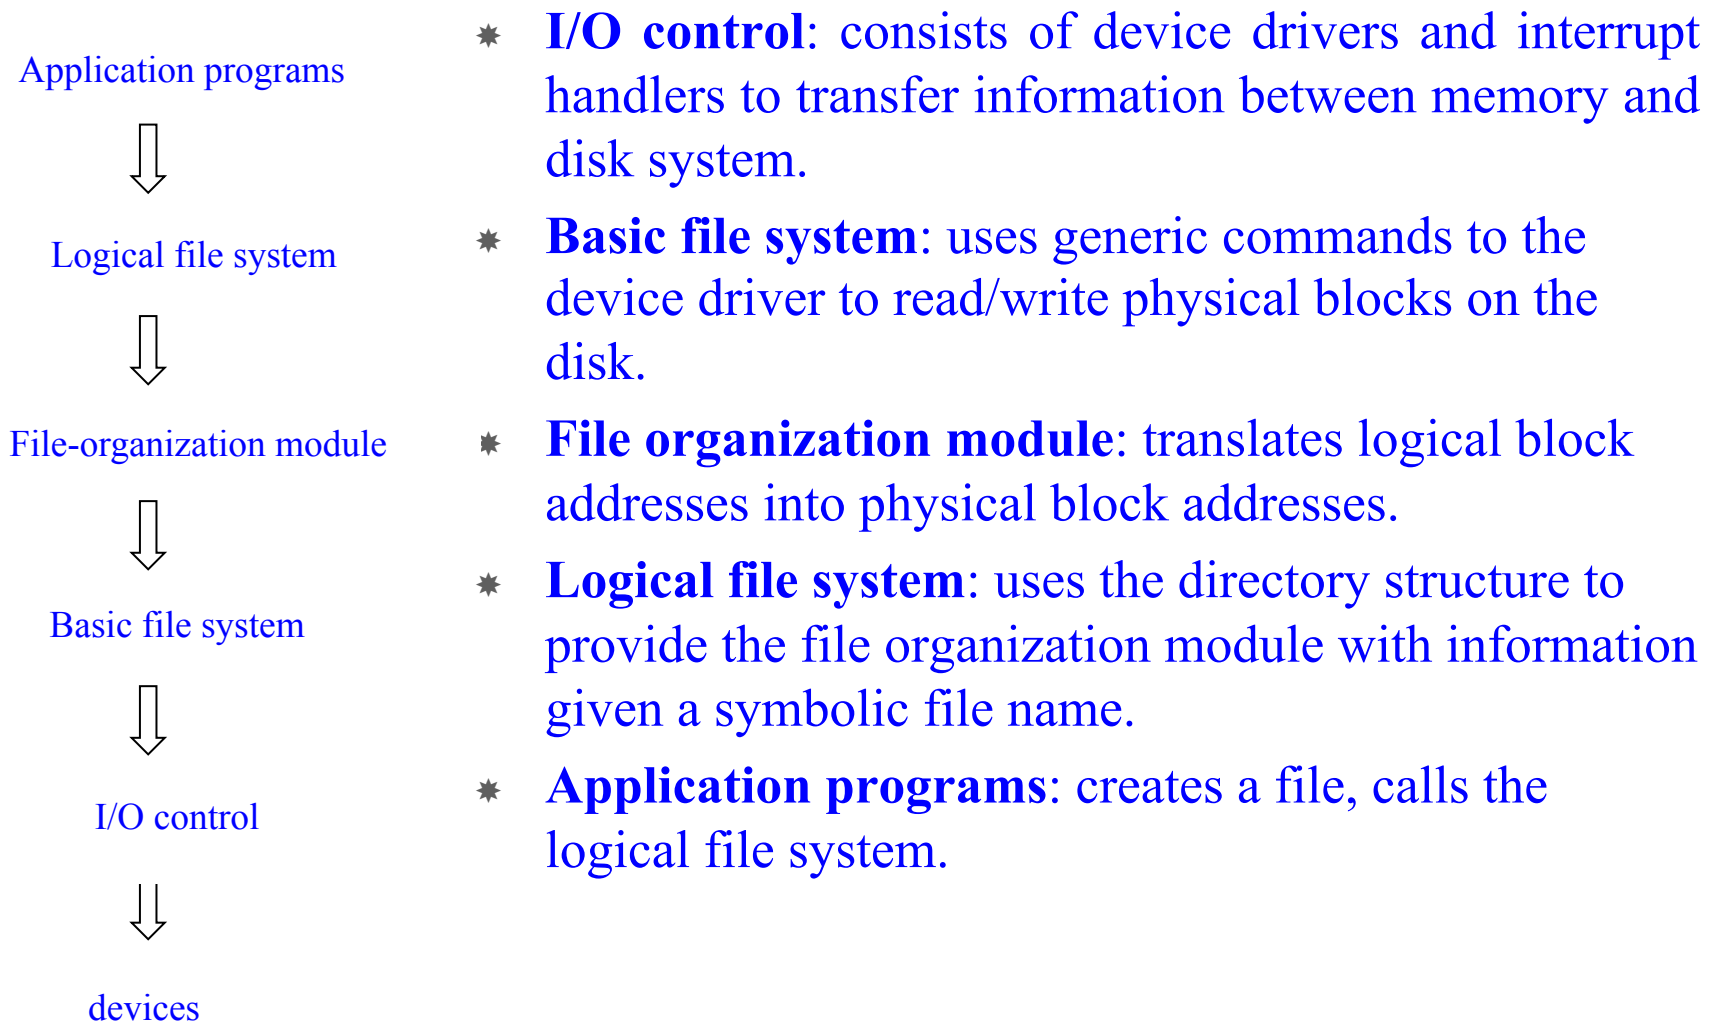 Application programs
Logical file system
File-organization module
Basic file system
I/O control
devices
I/O control: consists of device drivers and interrupt
handlers to transfer information between memory and
disk system.
Basic file system: uses generic commands to the
device driver to read/write physical blocks on the
disk.
File organization module: translates logical block
addresses into physical block addresses.
Logical file system: uses the directory structure to
provide the file organization module with information
given a symbolic file name.
Application programs: creates a file, calls the
logical file system.